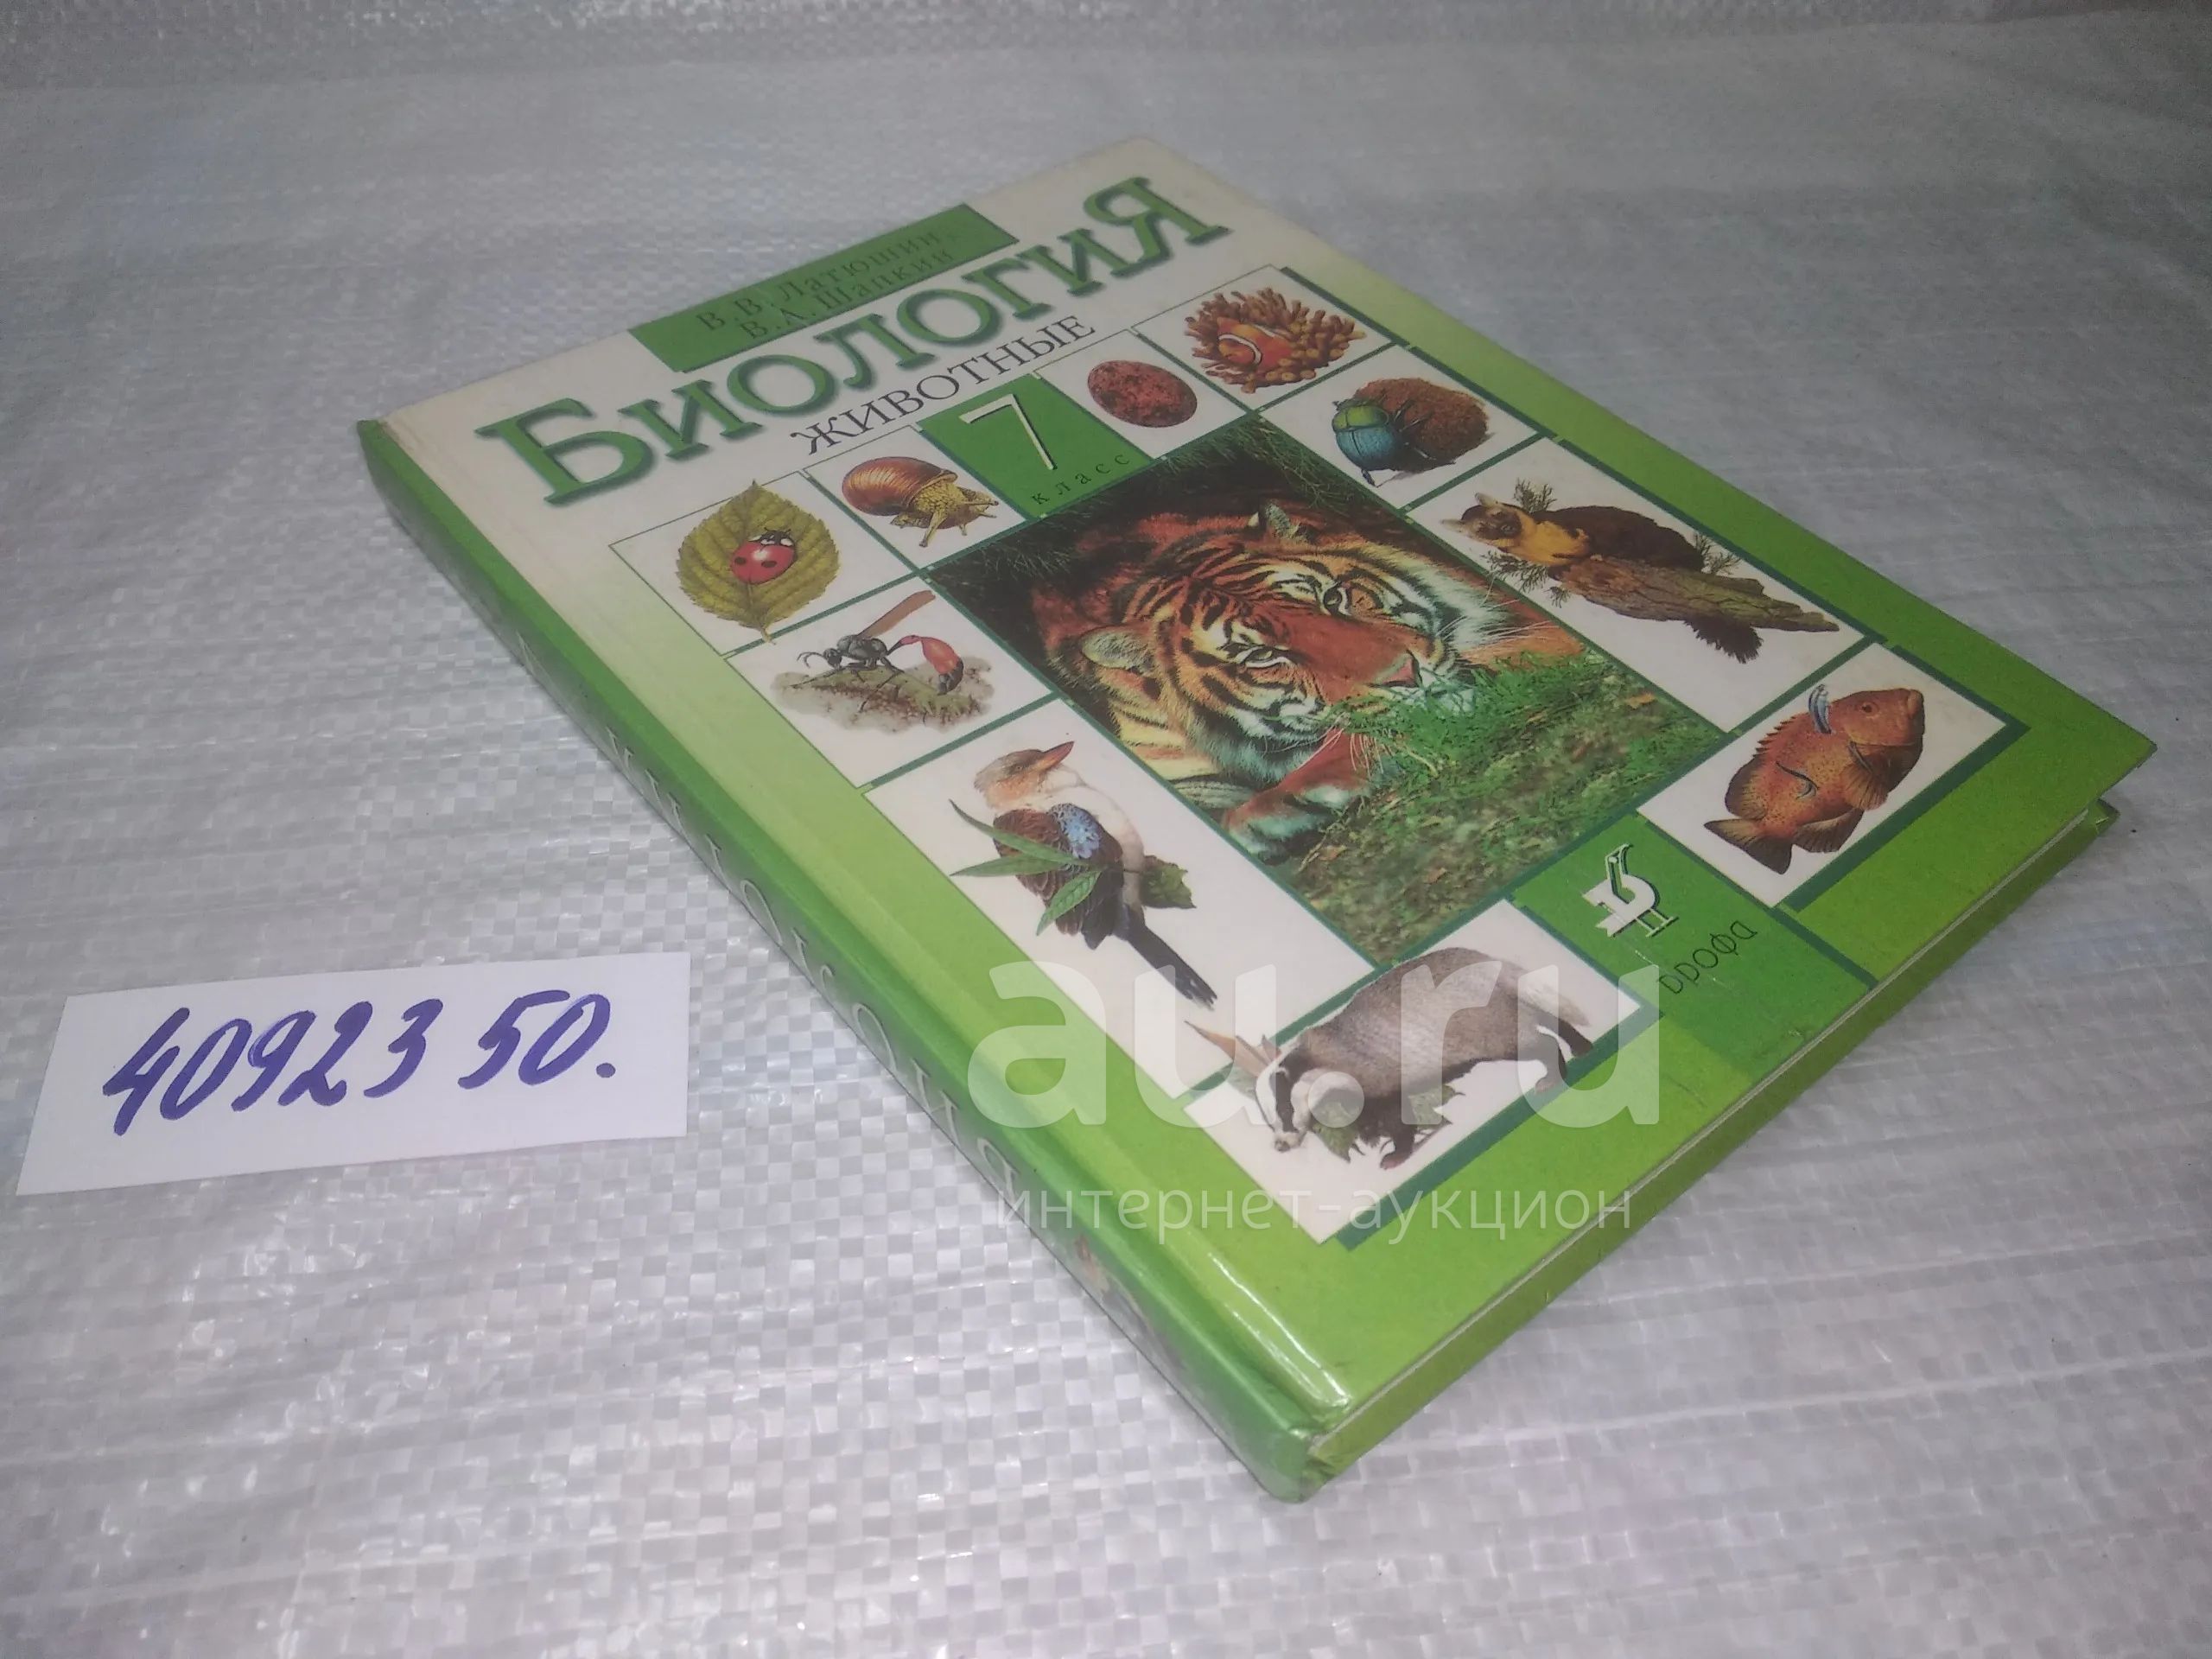 В.В. Латюшин
В.А. Шапкин
Биология
ЖИВОТНЫЕ
7
класс
дрофа
40923 50.
au.ru
интернет-аукцион